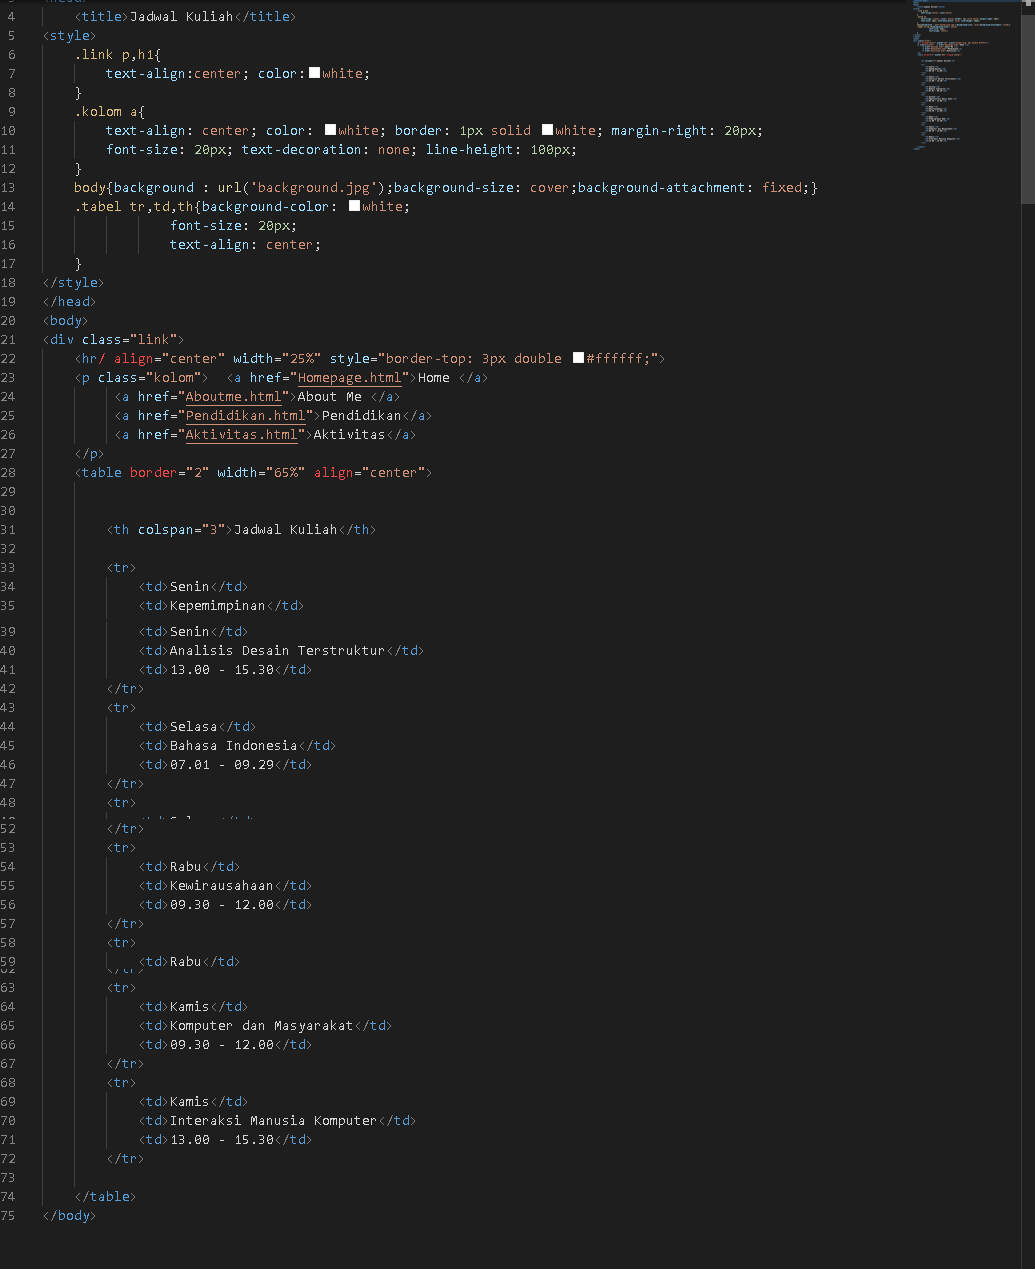 4 <title>Jadwal Kuliah</title>
5 <style>
6 .link p,h1{
7 text-align:center; color: white;
8 }
9 .kolom a{
10 text-align: center; color: white; border: 1px solid white; margin-right: 20px;
11 font-size: 20px; text-decoration: none; line-height: 100px;
12 }
13 body{background : url('background.jpg');background-size: cover;background-attachment: fixed;}
14 .tabel tr,td,th{background-color: white;
15 font-size: 20px;
16 text-align: center;
17 }
18 </style>
19 </head>
20 <body>
21 <div class="link">
22 <hr/ align="center" width="25%" style="border-top: 3px double #ffffff;">
23 <p class="kolom"> <a href="Homepage.html">Home </a>
24 <a href="Aboutme.html">About Me </a>
25 <a href="Pendidikan.html">Pendidikan</a>
26 <a href="Aktivitas.html">Aktivitas</a>
27 </p>
28 <table border="2" width="65%" align="center">
29
30
31 <th colspan="3">Jadwal Kuliah</th>
32
33 <tr>
34 <td>Senin</td>
35 <td>Kepemimpinan</td>
39 <td>Senin</td>
40 <td>Analisis Desain Terstruktur</td>
41 <td>13.00 - 15.30</td>
42 </tr>
43 <tr>
44 <td>Selasa</td>
45 <td>Bahasa Indonesia</td>
46 <td>07.01 - 09.29</td>
47 </tr>
48 <tr>
52 </tr>
53 <tr>
54 <td>Rabu</td>
55 <td>Kewirausahaan</td>
56 <td>09.30 - 12.00</td>
57 </tr>
58 <tr>
59 <td>Rabu</td>
62 </tr>
63 <tr>
64 <td>Kamis</td>
65 <td>Komputer dan Masyarakat</td>
66 <td>09.30 - 12.00</td>
67 </tr>
68 <tr>
69 <td>Kamis</td>
70 <td>Interaksi Manusia Komputer</td>
71 <td>13.00 - 15.30</td>
72 </tr>
73
74 </table>
75 </body>